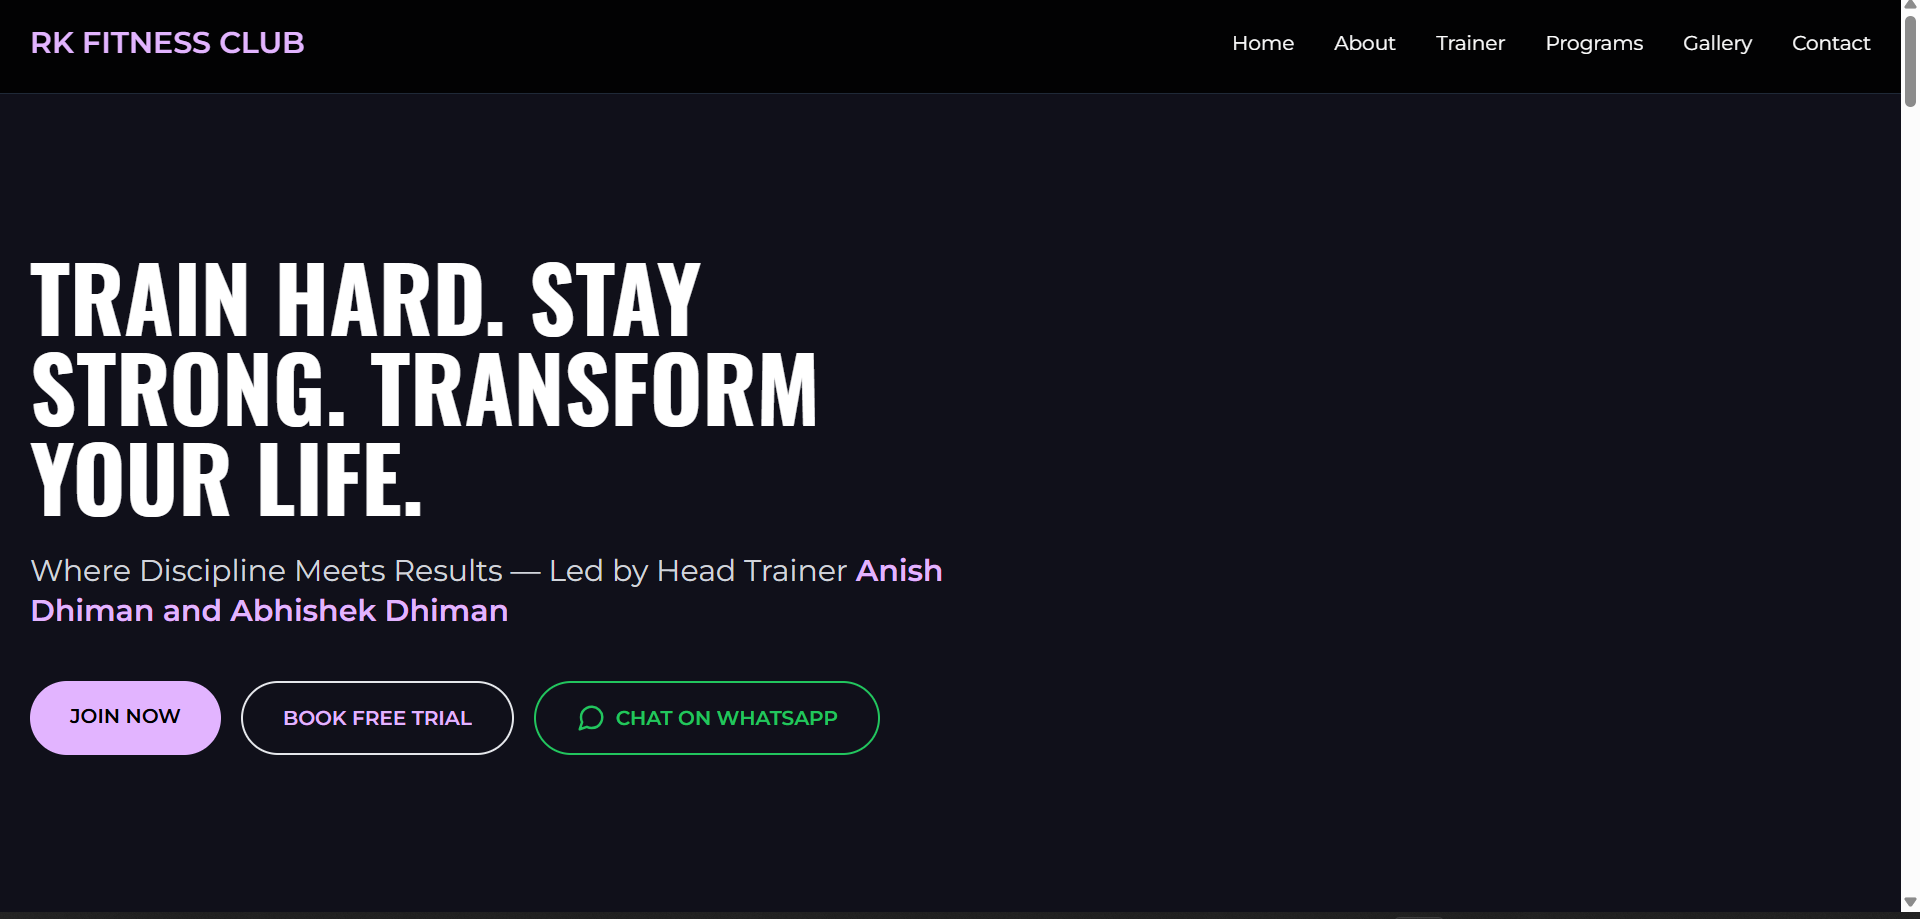 RK FITNESS CLUB
Home About Trainer Programs Gallery Contact
TRAIN HARD. STAY
STRONG. TRANSFORM
YOUR LIFE.
Where Discipline Meets Results — Led by Head Trainer Anish
Dhiman and Abhishek Dhiman
JOIN NOW
BOOK FREE TRIAL
CHAT ON WHATSAPP